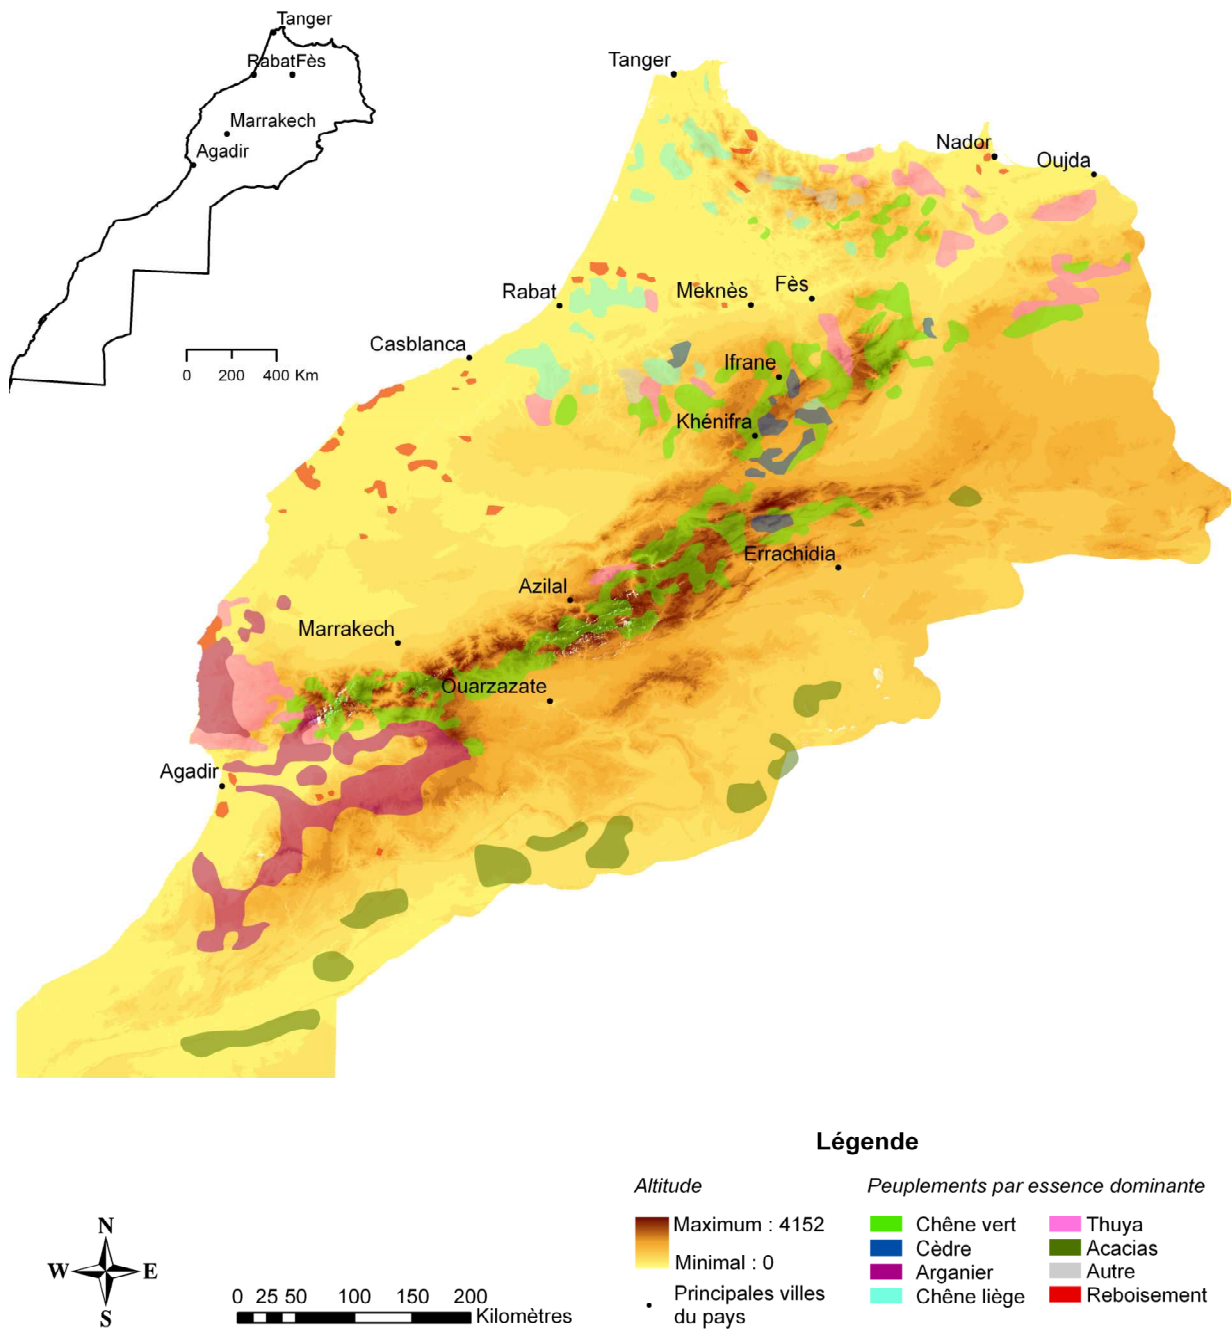 Tanger
RabatFès
Marrakech
Agadir
0 200 400 Km
Tanger
Nador
Oujda
Rabat
Meknès
Fès
Casblanca
Ifrane
Khénifra
Errachidia
Azilal
Marrakech
Ouarzazate
Agadir
Légende
Altitude
Maximum : 4152
Minimal : 0
Principales villes
du pays
Peuplements par essence dominante
Chêne vert
Cèdre
Arganier
Chêne liège
Thuya
Acacias
Autre
Reboisement
N
W E
S
0 25 50 100 150 200
Kilomètres